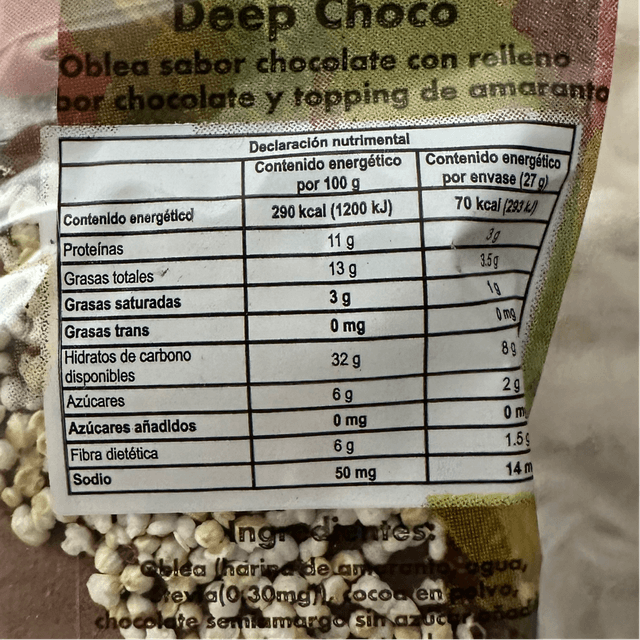 Deep Choco
Oblea sabor chocolate con relleno
sabor chocolate y topping de amaranto
Declaración nutrimental
Contenido energético por 100 g Contenido energético por envase (27 g)
Contenido energético 290 kcal (1200 kJ) 70 kcal (293 kJ)
Proteínas 11 g 3 g
Grasas totales 13 g 3.5 g
Grasas saturadas 3 g 1 g
Grasas trans 0 mg 0 mg
Hidratos de carbono disponibles 32 g 8 g
Azúcares 6 g 2 g
Azúcares añadidos 0 mg 0 m
Fibra dietética 6 g 1.5 g
Sodio 50 mg 14 m
Ingredientes:
Oblea (harina de amaranto, agua,
stevia(0.30mg)), cocoa en polvo,
chocolate semiamargo sin azúcar